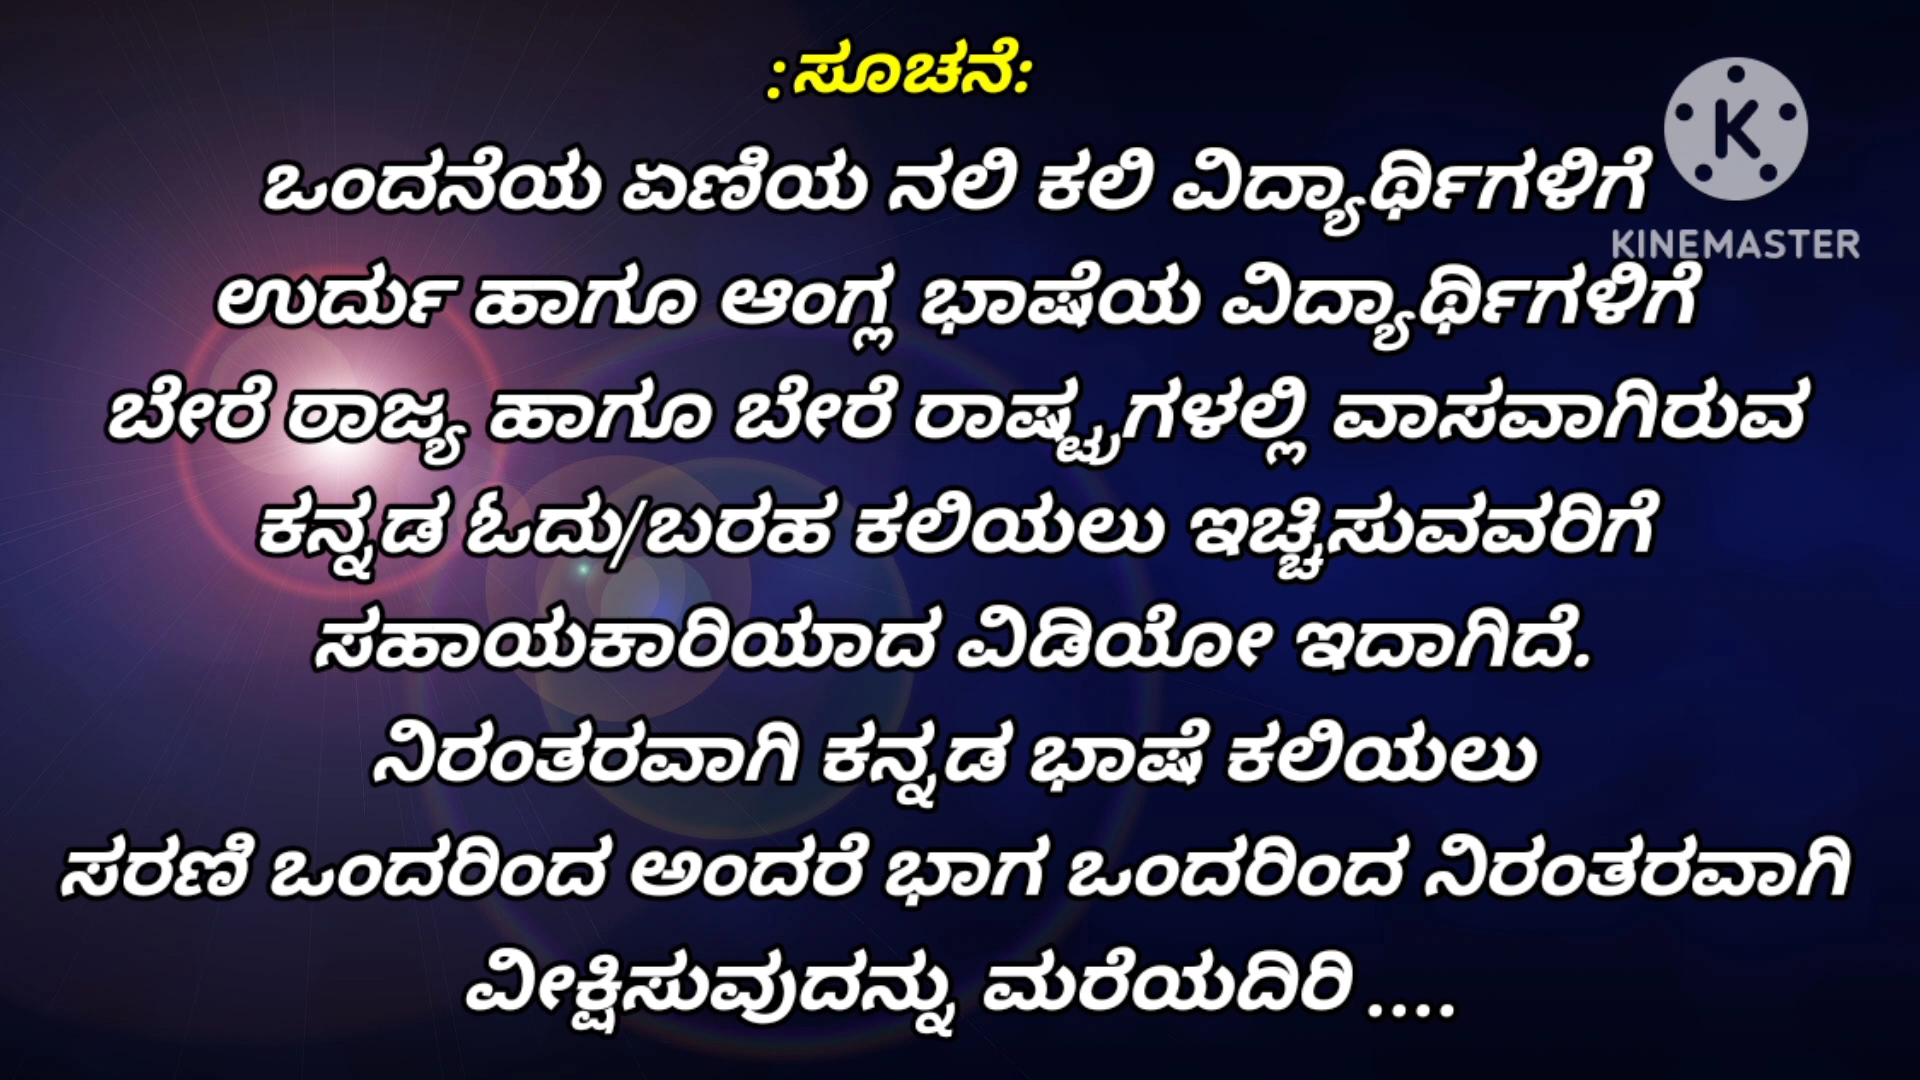 :ಸೂಚನೆ:
ಒಂದನೆಯ ಏಣಿಯ ನಲಿ ಕಲಿ ವಿದ್ಯಾರ್ಥಿಗಳಿಗೆ
KINEMASTER
ಉರ್ದು ಹಾಗೂ ಆಂಗ್ಲ ಭಾಷೆಯ ವಿದ್ಯಾರ್ಥಿಗಳಿಗೆ
ಬೇರೆ ರಾಜ್ಯ ಹಾಗೂ ಬೇರೆ ರಾಷ್ಟ್ರಗಳಲ್ಲಿ ವಾಸವಾಗಿರುವ
ಕನ್ನಡ ಓದು/ಬರಹ ಕಲಿಯಲು ಇಚ್ಚಿಸುವವರಿಗೆ
ಸಹಾಯಕಾರಿಯಾದ ವಿಡಿಯೋ ಇದಾಗಿದೆ.
ನಿರಂತರವಾಗಿ ಕನ್ನಡ ಭಾಷೆ ಕಲಿಯಲು
ಸರಣಿ ಒಂದರಿಂದ ಅಂದರೆ ಭಾಗ ಒಂದರಿಂದ ನಿರಂತರವಾಗಿ
ವೀಕ್ಷಿಸುವುದನ್ನು ಮರೆಯದಿರಿ ....